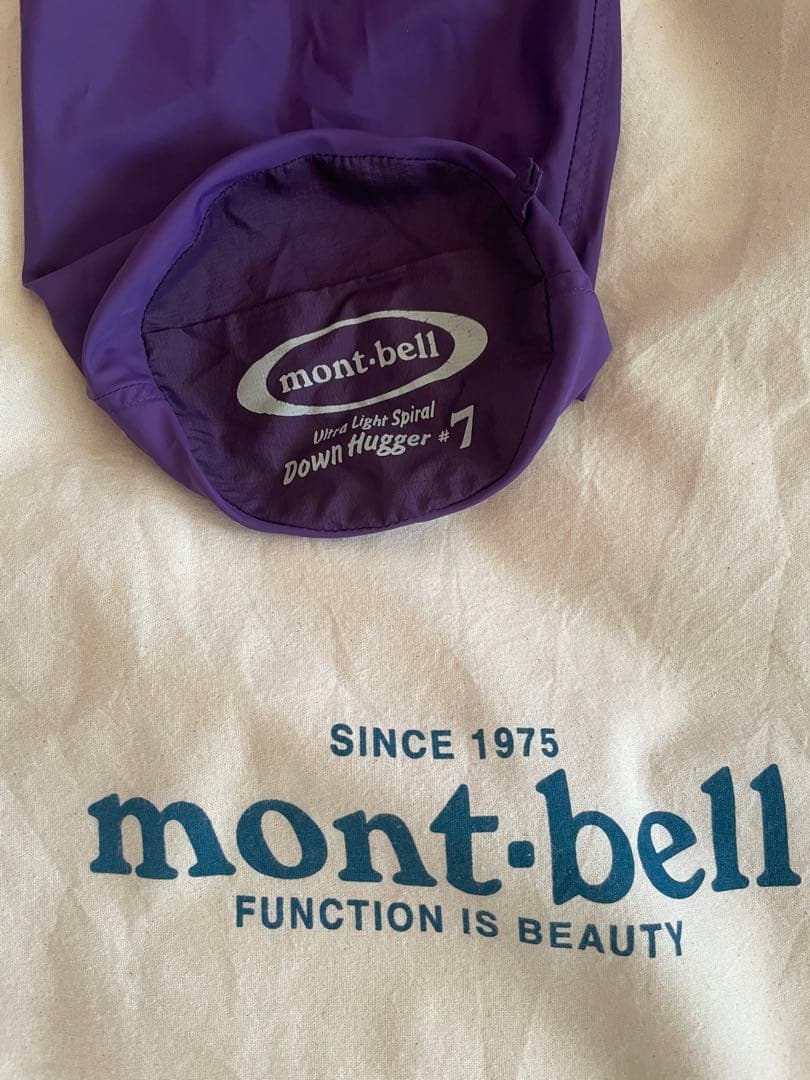 mont-bell
Ultra Light Spiral
Down Hugger #7
SINCE 1975
mont-bell
FUNCTION IS BEAUTY